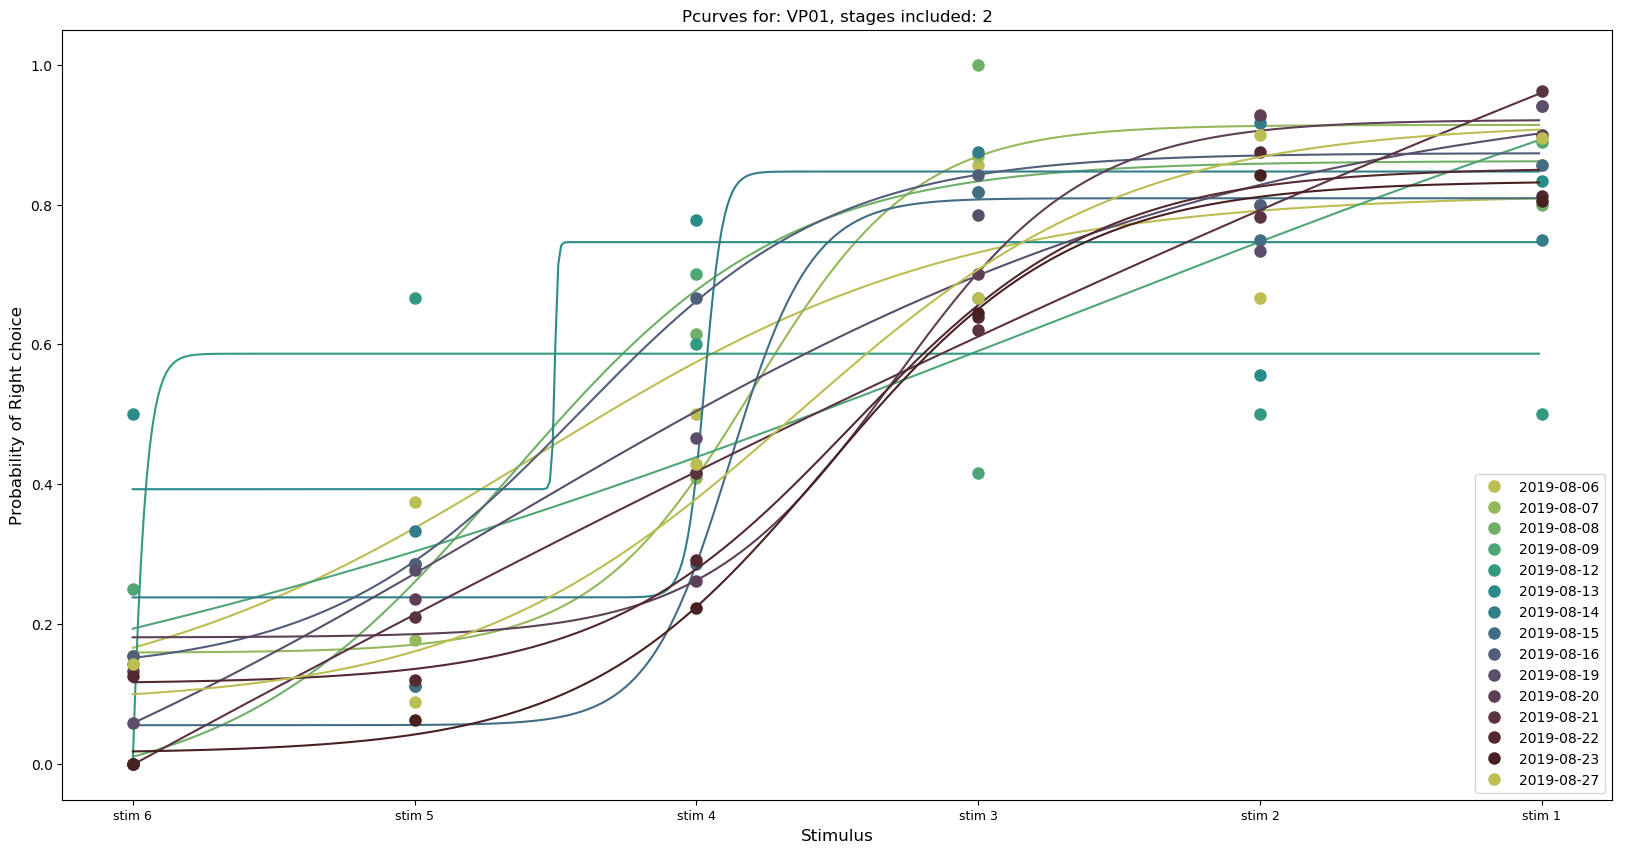 Pcurves for: VP01, stages included: 2
Probability of Right choice
1.0
0.8
0.6
0.4
0.2
0.0
stim 6
stim 5
stim 4
stim 3
stim 2
stim 1
Stimulus
2019-08-06
2019-08-07
2019-08-08
2019-08-09
2019-08-12
2019-08-13
2019-08-14
2019-08-15
2019-08-16
2019-08-19
2019-08-20
2019-08-21
2019-08-22
2019-08-23
2019-08-27